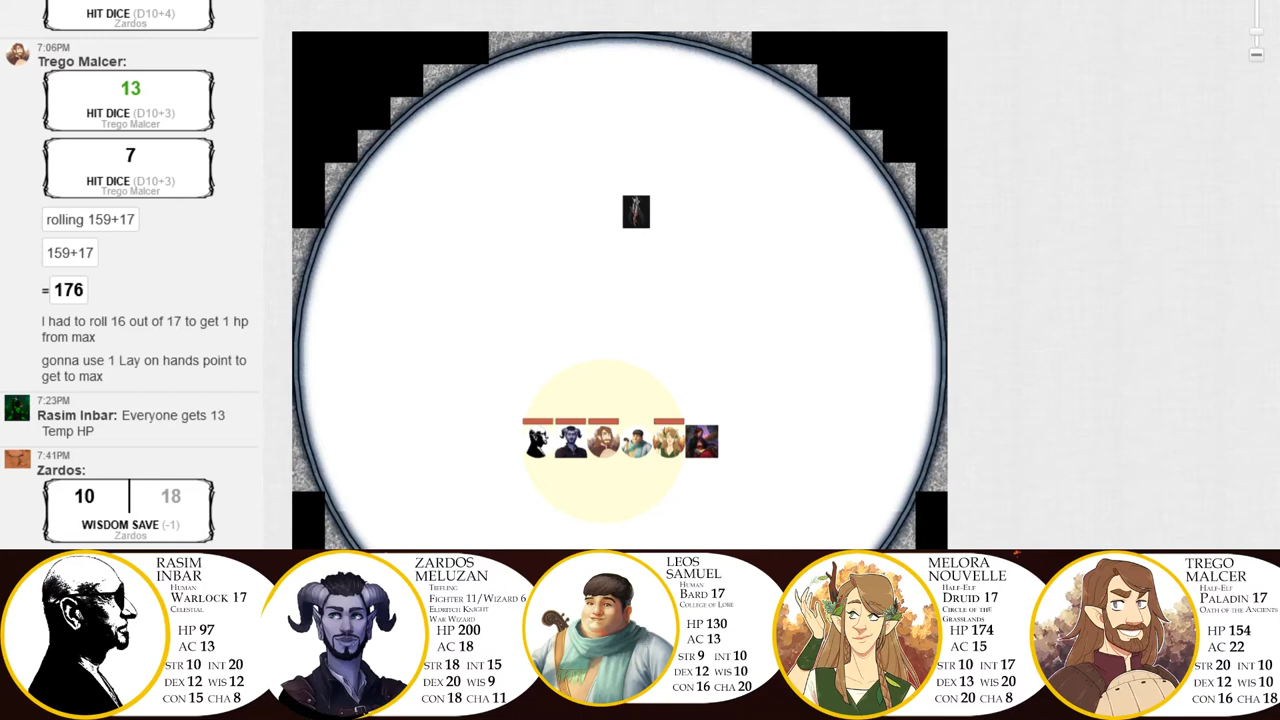 HIT DICE (D10+4)
Zardos
7:06PM
Trego Malcer:
13
HIT DICE (D10+3)
Trego Malcer
7
HIT DICE (D10+3)
Trego Malcer
rolling 159+17
159+17
=176
I had to roll 16 out of 17 to get 1 hp
from max
gonna use 1 Lay on hands point to
get to max
7:23PM
Rasim Inbar: Everyone gets 13
Temp HP
7:41PM
Zardos:
10 18
WISDOM SAVE (-1)
Zardos
RASIM
INBAR
HUMAN
WARLOCK 17
CELESTIAL
HP 97
AC 13
STR 10 INT 20
DEX 12 WIS 12
CON 15 CHA 8
ZARDOS
MELUZAN
TIEFLING
FIGHTER 11/WIZARD 6
ELDRITCH KNIGHT
WAR WIZARD
HP 200
AC 18
STR 18 INT 15
DEX 20 WIS 9
CON 18 CHA 11
LEOS
SAMUEL
HUMAN
BARD 17
COLLEGE OF LORE
HP 130
AC 13
STR 9 INT 10
DEX 12 WIS 10
CON 16 CHA 20
MELORA
NOUVELLE
HALF-ELF
DRUID 17
CIRCLE OF THE
GRASSLANDS
HP 174
AC 15
STR 10 INT 17
DEX 13 WIS 20
CON 20 CHA 8
TREGO
MALCER
HALF-ELF
PALADIN 17
OATH OF THE ANCIENTS
HP 154
AC 22
STR 20 INT 10
DEX 12 WIS 10
CON 16 CHA 18